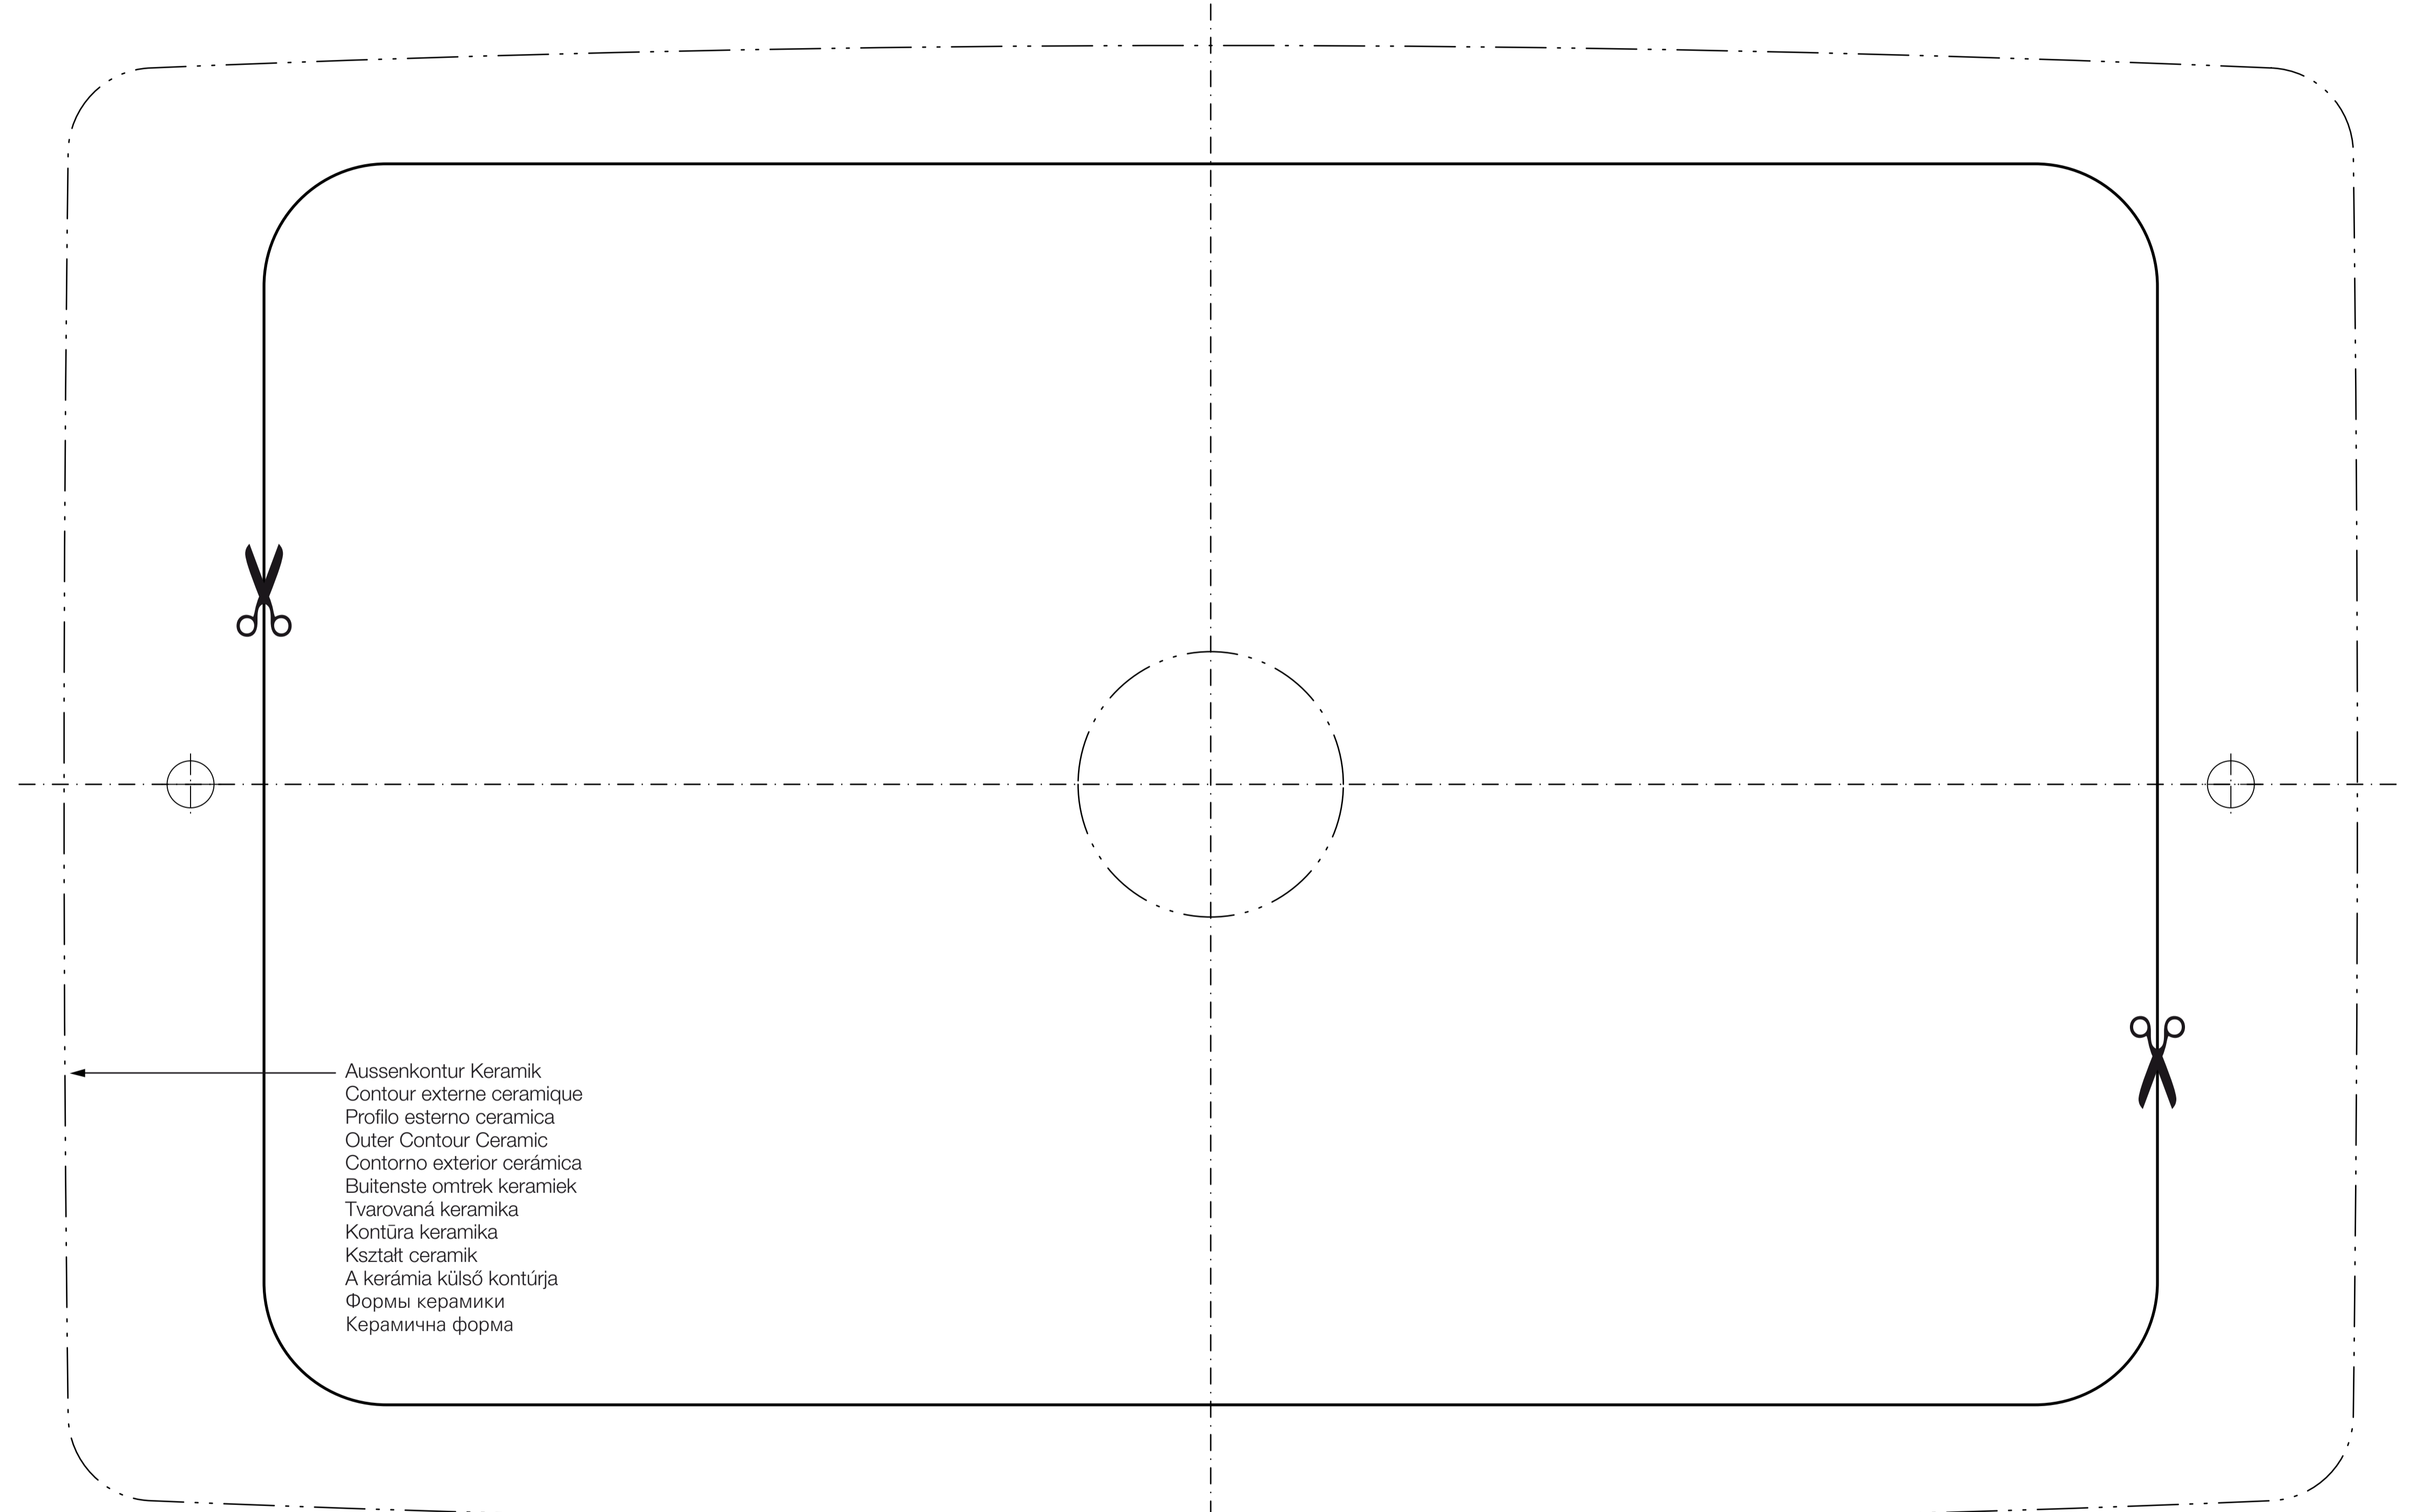 Aussenkontur Keramik
Contour externe ceramique
Profilo esterno ceramica
Outer Contour Ceramic
Contorno exterior cerámica
Buitenste omtrek keramiek
Tvarovaná keramika
Kontūra keramika
Kształt ceramik
A kerámia külső kontúrja
Формы керамики
Керамична форма